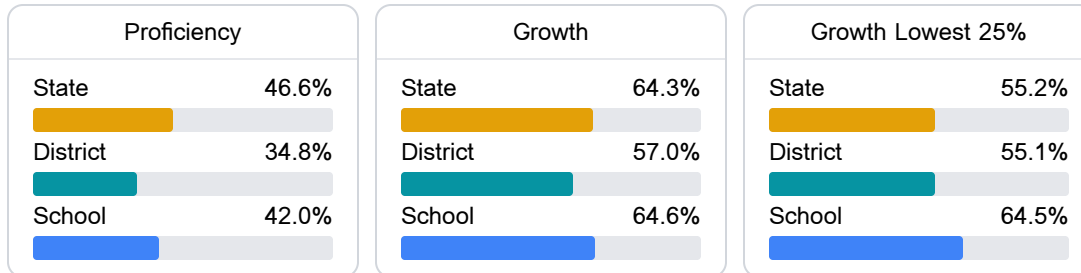 Proficiency
State 46.6%
District 34.8%
School 42.0%
Growth
State 64.3%
District 57.0%
School 64.6%
Growth Lowest 25%
State 55.2%
District 55.1%
School 64.5%